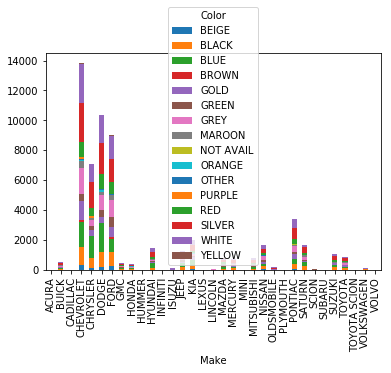 Color
BEIGE
BLACK
BLUE
BROWN
GOLD
GREEN
GREY
MAROON
NOT AVAIL
ORANGE
OTHER
PURPLE
RED
SILVER
WHITE
YELLOW
14000
12000
10000
8000
6000
4000
2000
0
ACURA
BUICK
CADILLAC
CHEVROLET
CHRYSLER
DODGE
FORD
GMC
HONDA
HUMMER
HYUNDAI
INFINITI
ISUZU
JEEP
KIA
LEXUS
LINCOLN
MAZDA
MERCURY
MINI
MITSUBISHI
NISSAN
OLDSMOBILE
PLYMOUTH
PONTIAC
SATURN
SCION
SUBARU
SUZUKI
TOYOTA
TOYOTA SCION
VOLKSWAGEN
VOLVO
Make